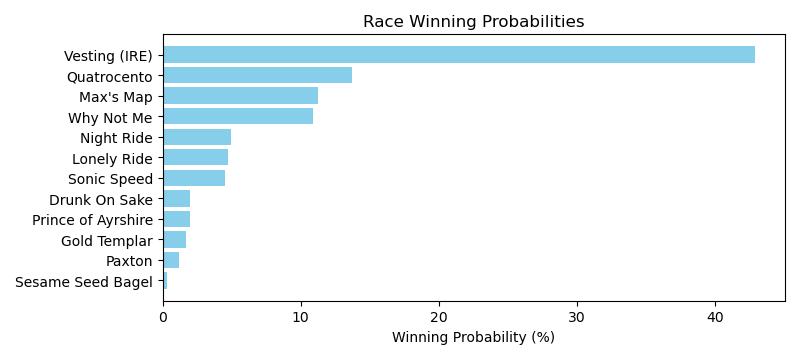 Race Winning Probabilities
Vesting (IRE)
Quatrocento
Max's Map
Why Not Me
Night Ride
Lonely Ride
Sonic Speed
Drunk On Sake
Prince of Ayrshire
Gold Templar
Paxton
Sesame Seed Bagel
0 10 20 30 40
Winning Probability (%)